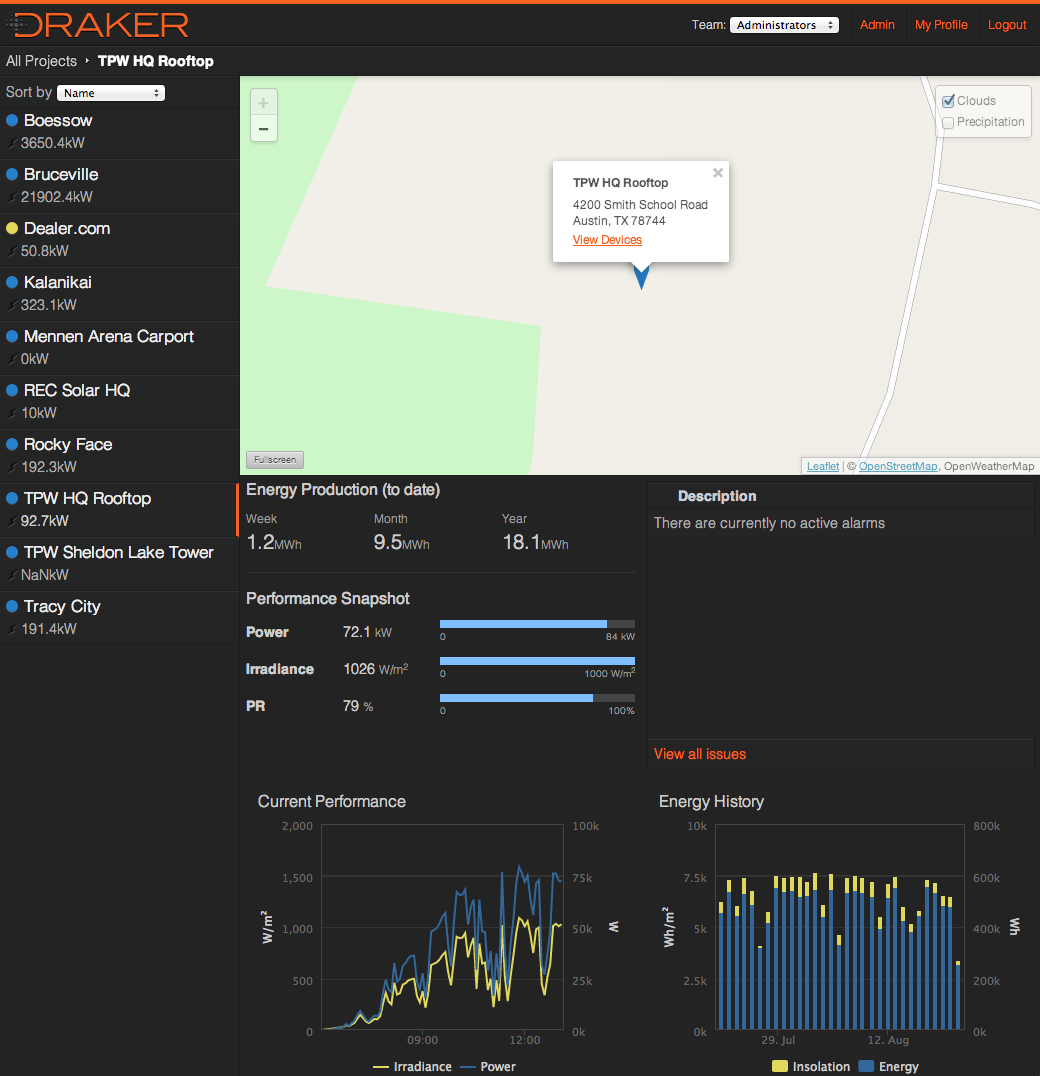 DRAKER
Team: Administrators Admin My Profile Logout
All Projects ‣ TPW HQ Rooftop
Sort by Name
Boessow
3650.4kW
Bruceville
21902.4kW
Dealer.com
50.8kW
Kalanikai
323.1kW
Mennen Arena Carport
0kW
REC Solar HQ
10kW
Rocky Face
192.3kW
TPW HQ Rooftop
92.7kW
TPW Sheldon Lake Tower
NaNkW
Tracy City
191.4kW
+
−
Clouds
Precipitation
TPW HQ Rooftop
4200 Smith School Road
Austin, TX 78744
View Devices
Fullscreen
Leaflet | © OpenStreetMap, OpenWeatherMap
Energy Production (to date)
Week Month Year
1.2MWh 9.5MWh 18.1MWh
Performance Snapshot
Power 72.1 kW
0 84 kW
Irradiance 1026 W/m²
0 1000 W/m²
PR 79 %
0 100%
Description
There are currently no active alarms
View all issues
Current Performance
2,000 100k
1,500 75k
1,000 50k
500 25k
0 0k
W/m²
W
09:00 12:00
Irradiance Power
Energy History
10k 800k
7.5k 600k
5k 400k
2.5k 200k
0k 0k
Wh/m²
Wh
29. Jul 12. Aug
Insolation Energy